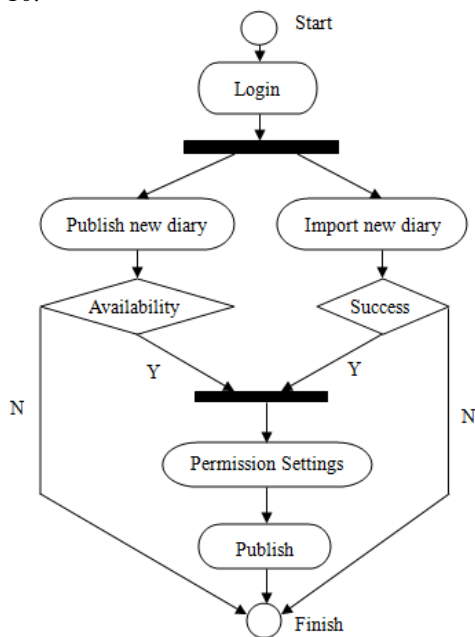 Start
Login
Publish new diary
Import new diary
Availability
Success
Y
Y
N
N
Permission Settings
Publish
Finish